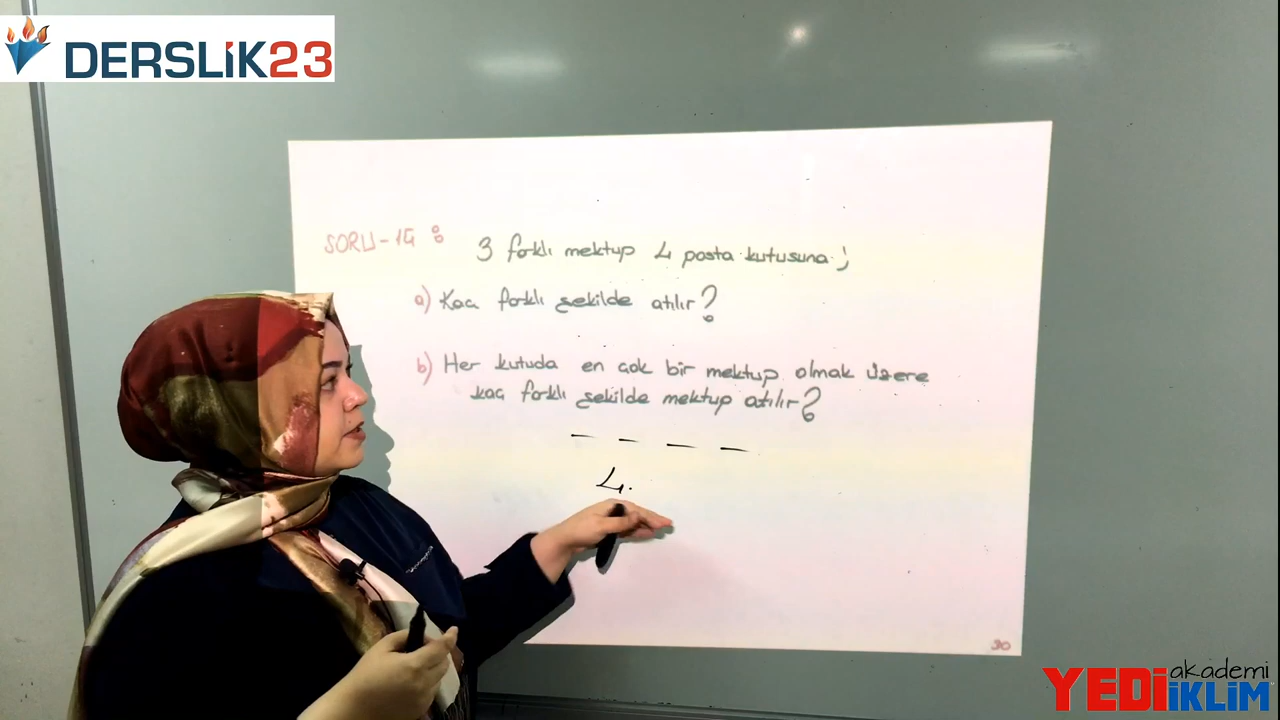 DERSLİK23
SORU-14:
3 farklı mektup 4 posta kutusuna;
a) Kaç farklı şekilde atılır?
b) Her kutuda en çok bir mektup olmak üzere
kaç farklı şekilde mektup atılır?
4.
30
YEDİ İKLİM akademi